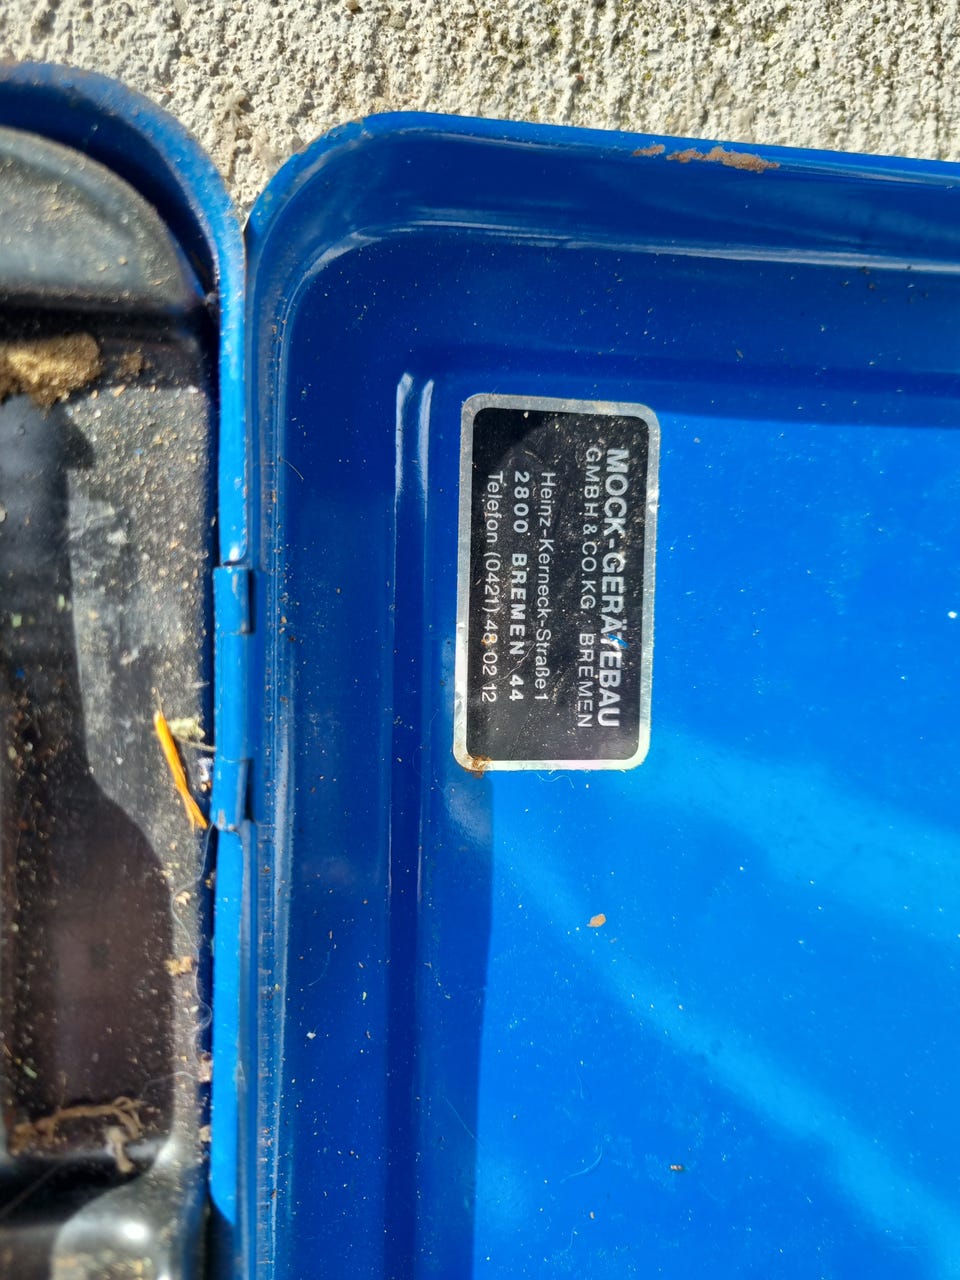 MOCK-GERÄTEBAU
GMBH & CO.KG. BREMEN
Heinz-Kerneck-Straße 1
2800 BREMEN 44
Telefon (0421) 48 02 12